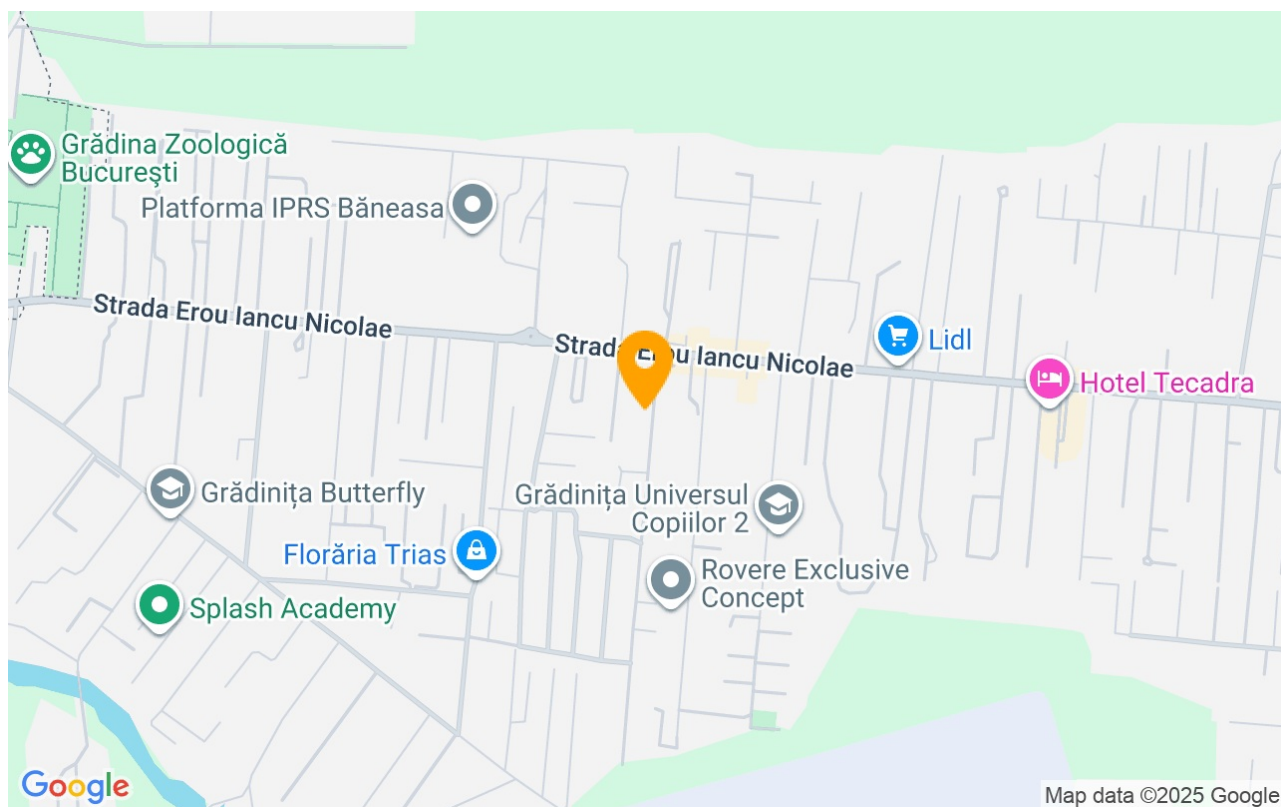 Grădina Zoologică
Bucureşti
Platforma IPRS Băneasa
Strada Erou Iancu Nicolae
Strada Erou Iancu Nicolae
Lidl
Hotel Tecadra
Grădinița Butterfly
Grădinița Universul
Copiilor 2
Florăria Trias
Rovere Exclusive
Concept
Splash Academy
Google
Map data ©2025 Google